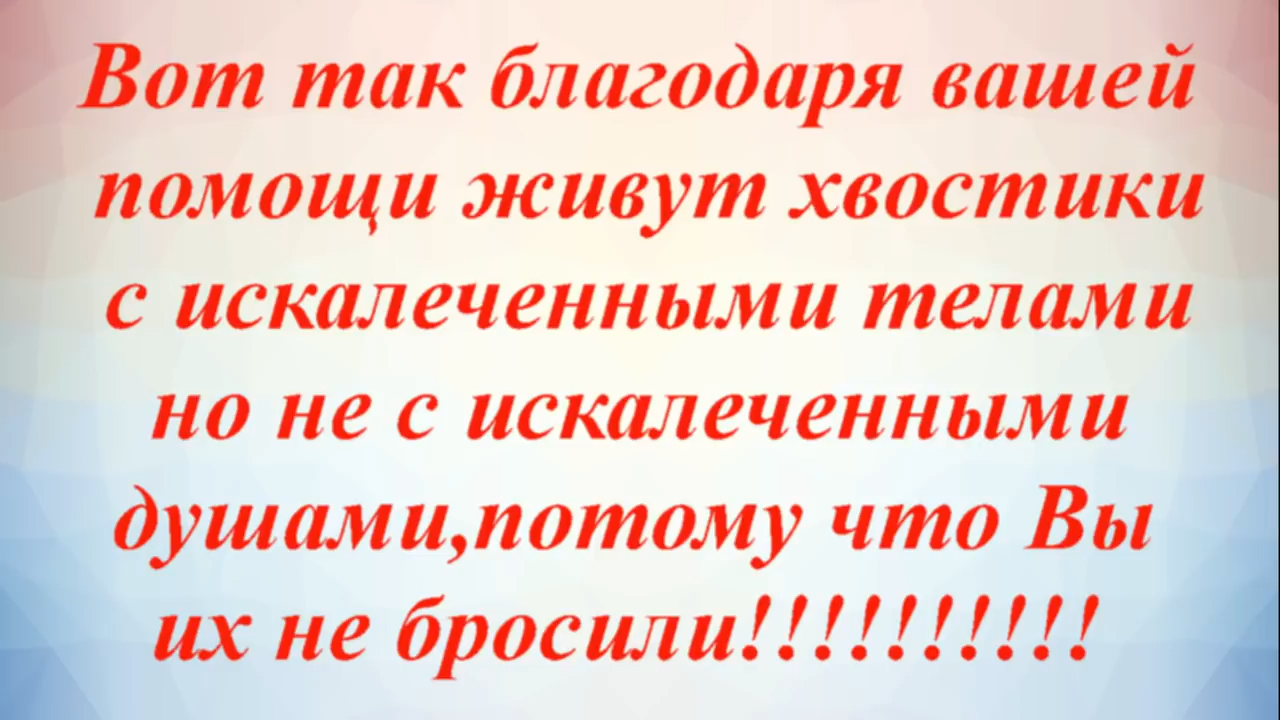 Вот так благодаря вашей
помощи живут хвостики
с искалеченными телами
но не с искалеченными
душами,потому что Вы
их не бросили!!!!!!!!!!!!